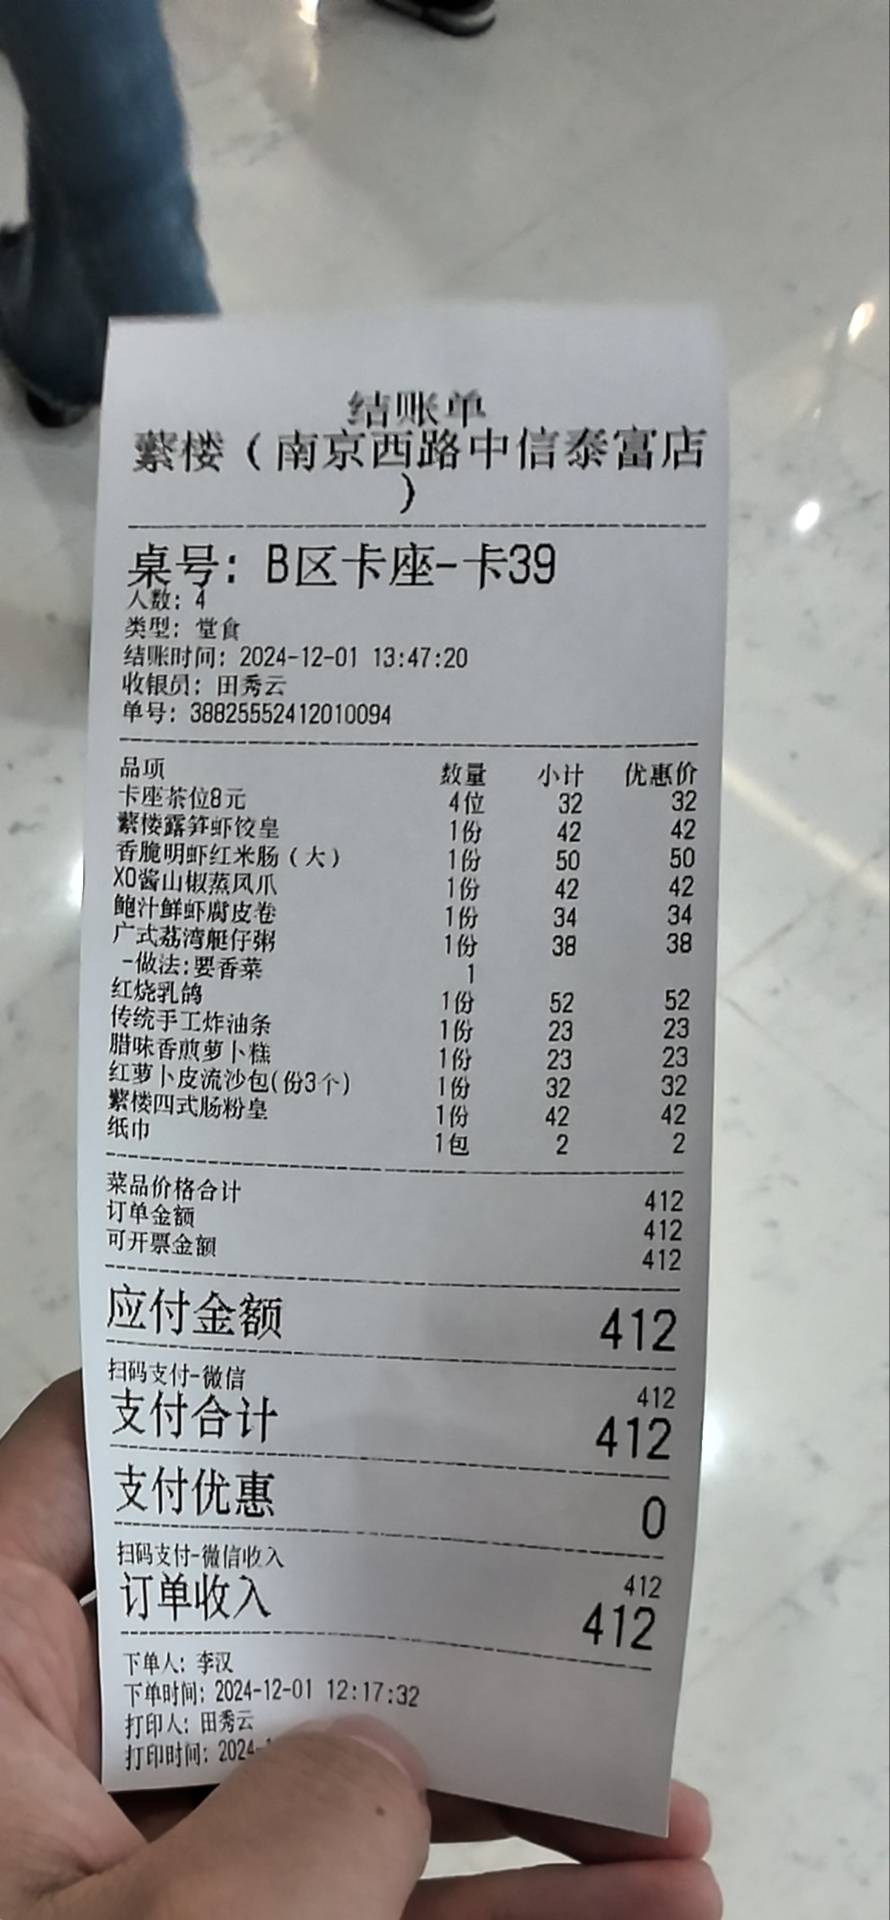 结账单
蘩楼（南京西路中信泰富店
）
桌号: B区卡座-卡39
人数: 4
类型: 堂食
结账时间: 2024-12-01 13:47:20
收银员: 田秀云
单号: 38825552412010094
品项 数量 小计 优惠价
卡座茶位8元 4位 32 32
蘩楼露笋虾饺皇 1份 42 42
香脆明虾红米肠（大） 1份 50 50
XO酱山椒蒸凤爪 1份 42 42
鲍汁鲜虾腐皮卷 1份 34 34
广式荔湾艇仔粥 1份 38 38
-做法:要香菜 1
红烧乳鸽 1份 52 52
传统手工炸油条 1份 23 23
腊味香煎萝卜糕 1份 23 23
红萝卜皮流沙包(份3个) 1份 32 32
蘩楼四式肠粉皇 1份 42 42
纸巾 1包 2 2
菜品价格合计 412
订单金额 412
可开票金额 412
应付金额 412
扫码支付-微信 412
支付合计 412
支付优惠 0
扫码支付-微信收入 412
订单收入 412
下单人: 李汉
下单时间: 2024-12-01 12:17:32
打印人: 田秀云
打印时间: 2024-